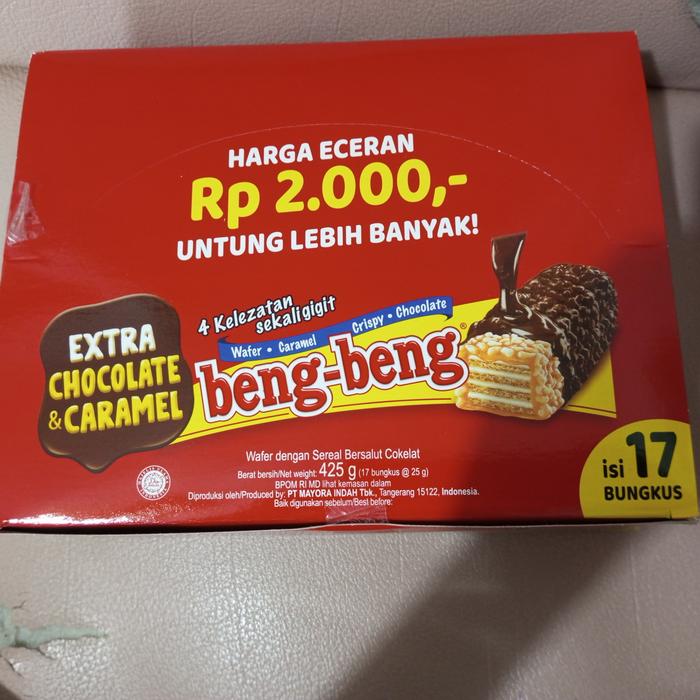 HARGA ECERAN
Rp 2.000,-
UNTUNG LEBIH BANYAK!
4 Kelezatan
sekali gigit
Wafer • Caramel Crispy • Chocolate
beng-beng®
EXTRA
CHOCOLATE
& CARAMEL
Wafer dengan Sereal Bersalut Cokelat
Berat bersih/Net weight: 425 g (17 bungkus @ 25 g)
BPOM RI MD lihat kemasan dalam
Diproduksi oleh/Produced by: PT MAYORA INDAH Tbk., Tangerang 15122, Indonesia.
Baik digunakan sebelum/Best before:
isi 17
BUNGKUS